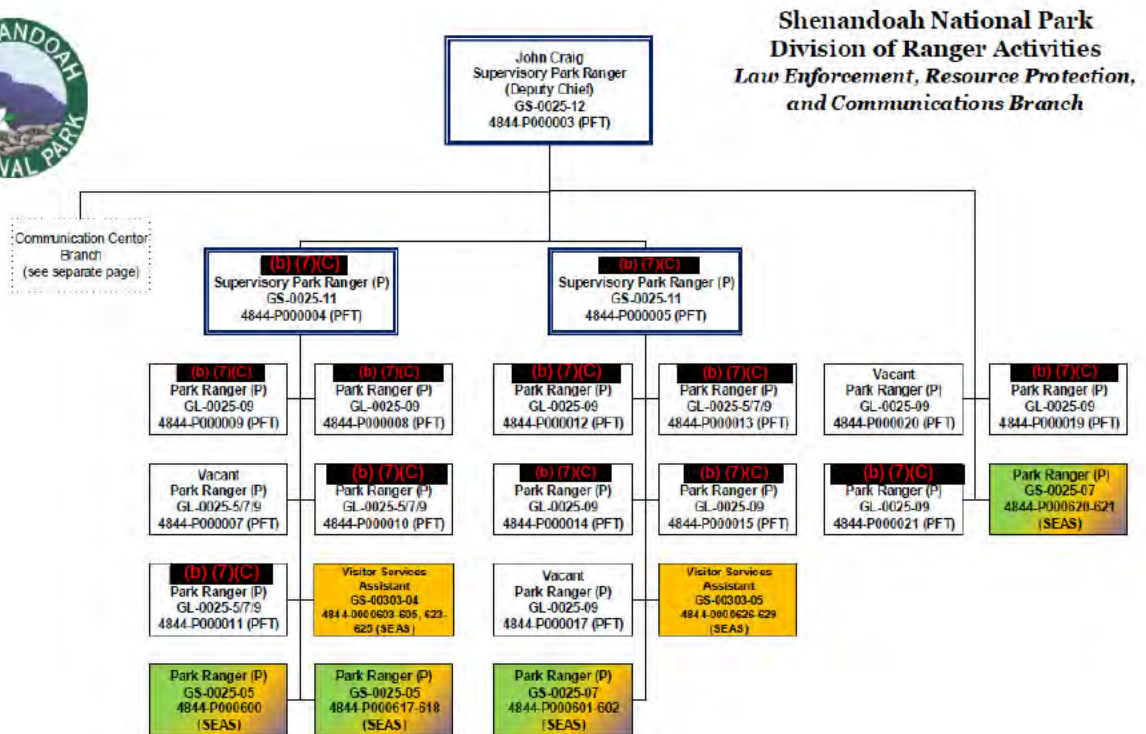 ANDOAH
NAL PARK
Shenandoah National Park
Division of Ranger Activities
Law Enforcement, Resource Protection,
and Communications Branch
John Craig
Supervisory Park Ranger
(Deputy Chief)
GS-0025-12
4844-P000003 (PFT)
Communication Center
Branch
(see separate page)
(b) (7)(C)
Supervisory Park Ranger (P)
GS-0025-11
4844-P000004 (PFT)
(b) (7)(C)
Supervisory Park Ranger (P)
GS-0025-11
4844-P000005 (PFT)
(b) (7)(C)
Park Ranger (P)
GL-0025-09
4844-P000009 (PFT)
(b) (7)(C)
Park Ranger (P)
GL-0025-09
4844-P000008 (PFT)
(b) (7)(C)
Park Ranger (P)
GL-0025-09
4844-P000012 (PFT)
(b) (7)(C)
Park Ranger (P)
GL-0025-5/7/9
4844-P000013 (PFT)
Vacant
Park Ranger (P)
GL-0025-09
4844-P000020 (PFT)
(b) (7)(C)
Park Ranger (P)
GL-0025-09
4844-P000019 (PFT)
Vacant
Park Ranger (P)
GL-0025-5/7/9
4844-P000007 (PFT)
(b) (7)(C)
Park Ranger (P)
GL-0025-5/7/9
4844-P000010 (PFT)
(b) (7)(C)
Park Ranger (P)
GL-0025-09
4844-P000014 (PFT)
(b) (7)(C)
Park Ranger (P)
GL-0025-09
4844-P000015 (PFT)
(b) (7)(C)
Park Ranger (P)
GL-0025-09
4844-P000021 (PFT)
Park Ranger (P)
GS-0025-07
4844-P000620-621
(SEAS)
(b) (7)(C)
Park Ranger (P)
GL-0025-5/7/9
4844-P000011 (PFT)
Visitor Services
Assistant
GS-00303-04
4844-0000603-605, 623-
625 (SEAS)
Vacant
Park Ranger (P)
GL-0025-09
4844-P000017 (PFT)
Visitor Services
Assistant
GS-00303-05
4844-0000626-629
(SEAS)
Park Ranger (P)
GS-0025-05
4844-P000600
(SEAS)
Park Ranger (P)
GS-0025-05
4844-P000617-618
(SEAS)
Park Ranger (P)
GS-0025-07
4844-P000601-602
(SEAS)